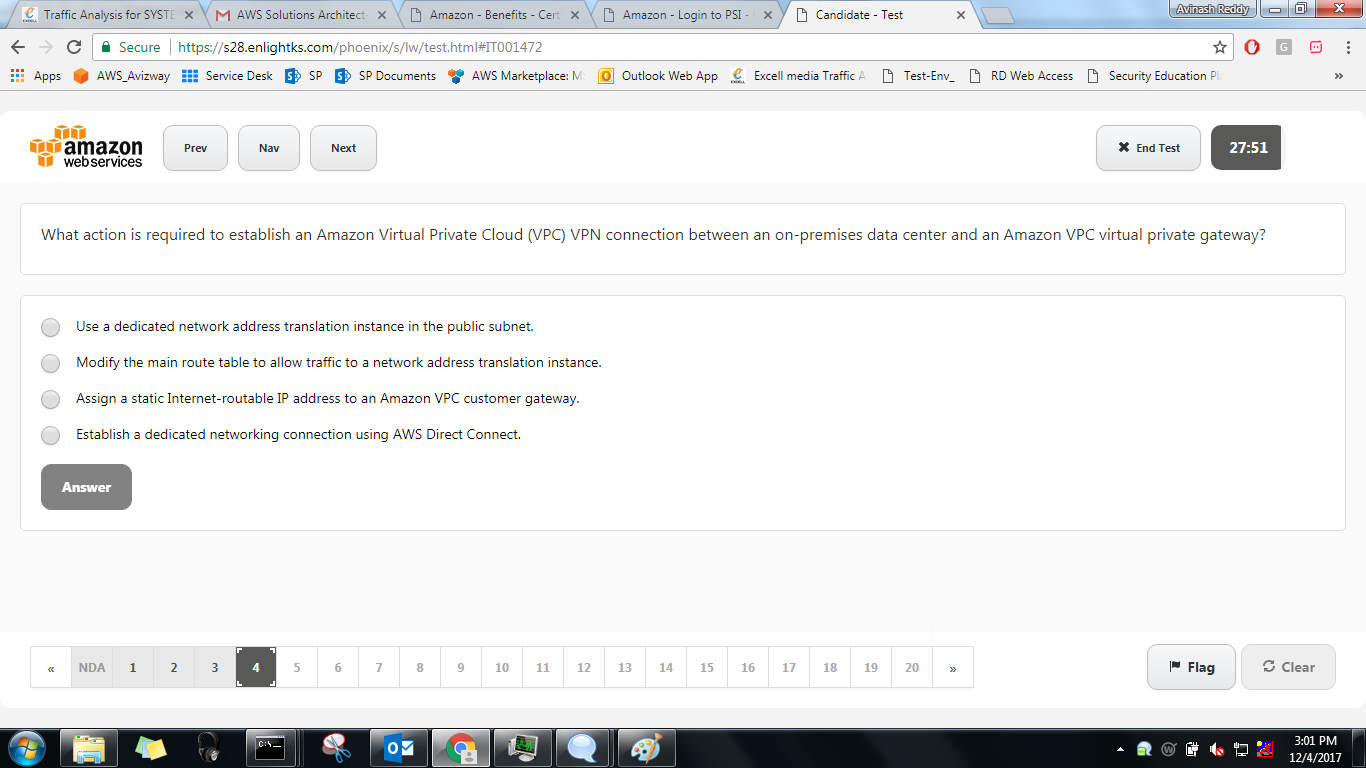 Traffic Analysis for SYSTE
AWS Solutions Architect-
Amazon - Benefits - Cert
Amazon - Login to PSI -
Candidate - Test
Avinash Reddy
Secure
https://s28.enlightks.com/phoenix/s/lw/test.html#IT001472
Apps
AWS_Avizway
Service Desk
SP
SP Documents
AWS Marketplace: M
Outlook Web App
Excell media Traffic A
Test-Env_
RD Web Access
Security Education Pl
»
amazon
webservices
Prev
Nav
Next
✖ End Test
27:51
What action is required to establish an Amazon Virtual Private Cloud (VPC) VPN connection between an on-premises data center and an Amazon VPC virtual private gateway?
Use a dedicated network address translation instance in the public subnet.
Modify the main route table to allow traffic to a network address translation instance.
Assign a static Internet-routable IP address to an Amazon VPC customer gateway.
Establish a dedicated networking connection using AWS Direct Connect.
Answer
« NDA 1 2 3 4 5 6 7 8 9 10 11 12 13 14 15 16 17 18 19 20 »
Flag
Clear
3:01 PM
12/4/2017